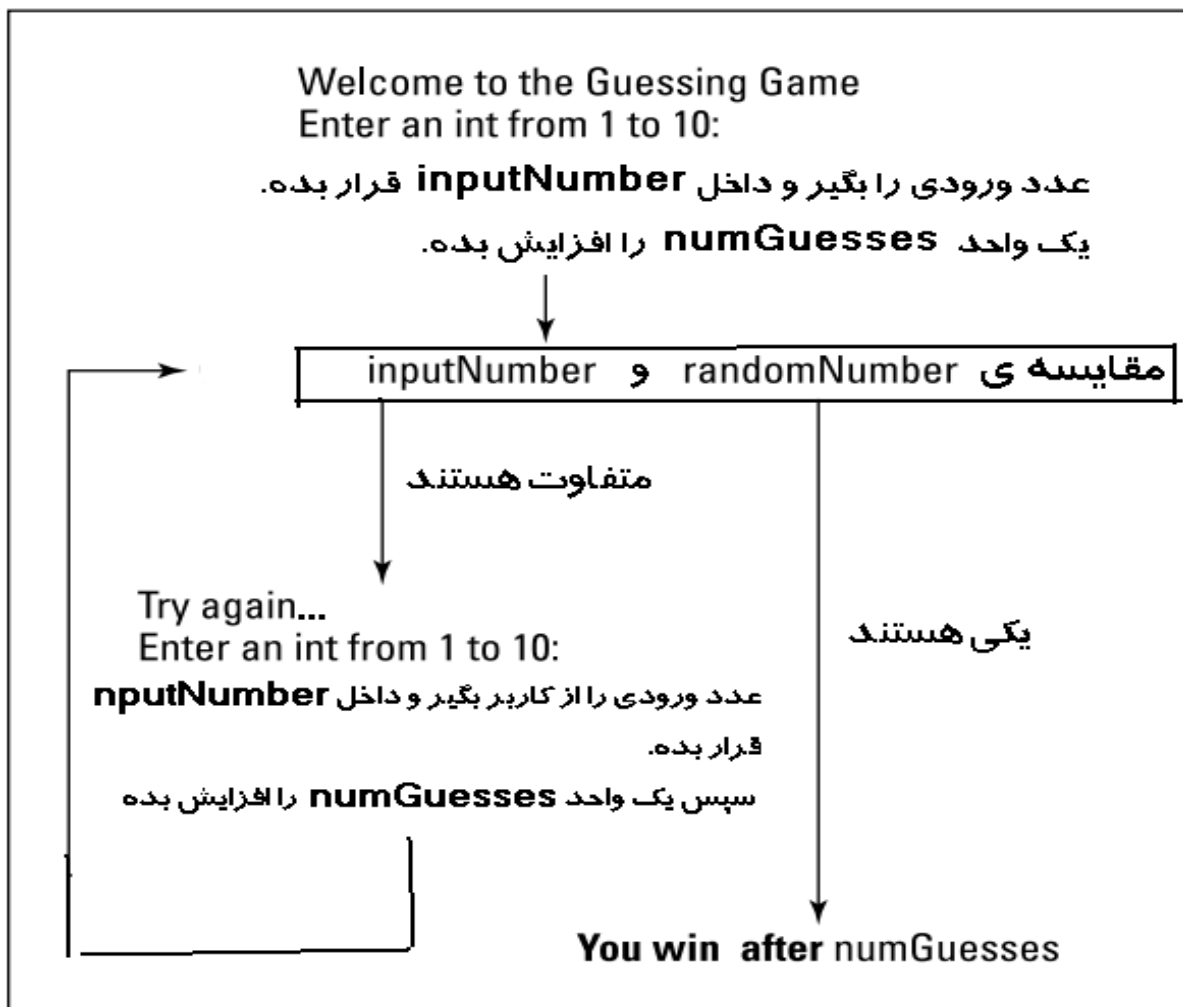 Welcome to the Guessing Game
Enter an int from 1 to 10:
عدد ورودی را بگیر و داخل inputNumber قرار بده.
یک واحد numGuesses را افزایش بده.
مقایسه ی randomNumber و inputNumber
متفاوت هستند
Try again...
Enter an int from 1 to 10:
عدد ورودی را از کاربر بگیر و داخل nputNumber
قرار بده.
سپس یک واحد numGuesses را افزایش بده
یکی هستند
You win after numGuesses